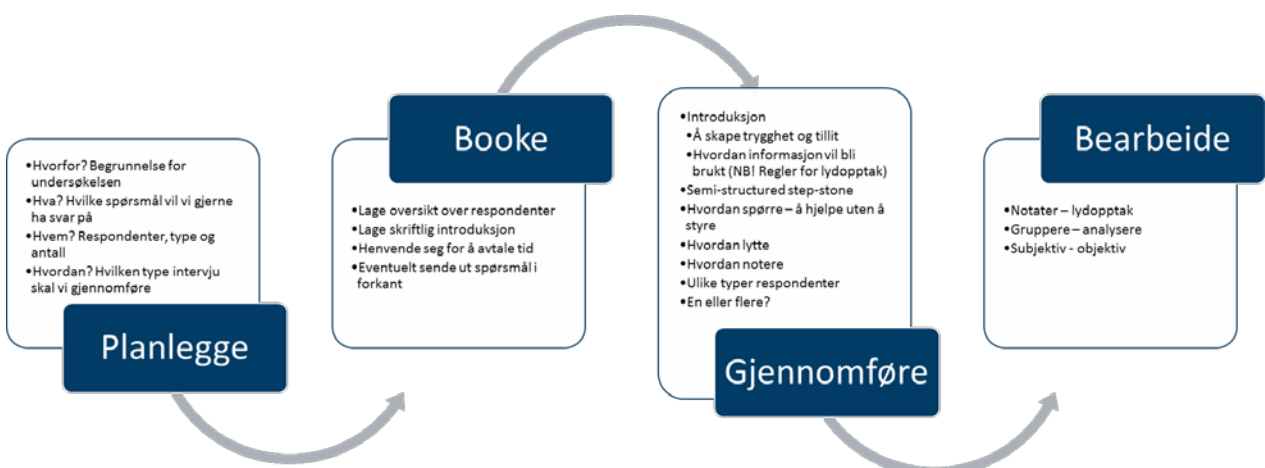 •Hvorfor? Begrunnelse for
undersøkelsen
•Hva? Hvilke spørsmål vil vi gjerne
ha svar på
•Hvem? Respondenter, type og
antall
•Hvordan? Hvilken type intervju
skal vi gjennomføre
Planlegge
Booke
•Lage oversikt over respondenter
•Lage skriftlig introduksjon
•Henvende seg for å avtale tid
•Eventuelt sende ut spørsmål i
forkant
•Introduksjon
•Å skape trygghet og tillit
•Hvordan informasjon vil bli
brukt (NB! Regler for lydopptak)
•Semi-structured step-stone
•Hvordan spørre – å hjelpe uten å
styre
•Hvordan lytte
•Hvordan notere
•Ulike typer respondenter
•En eller flere?
Gjennomføre
Bearbeide
•Notater – lydopptak
•Gruppere – analysere
•Subjektiv - objektiv